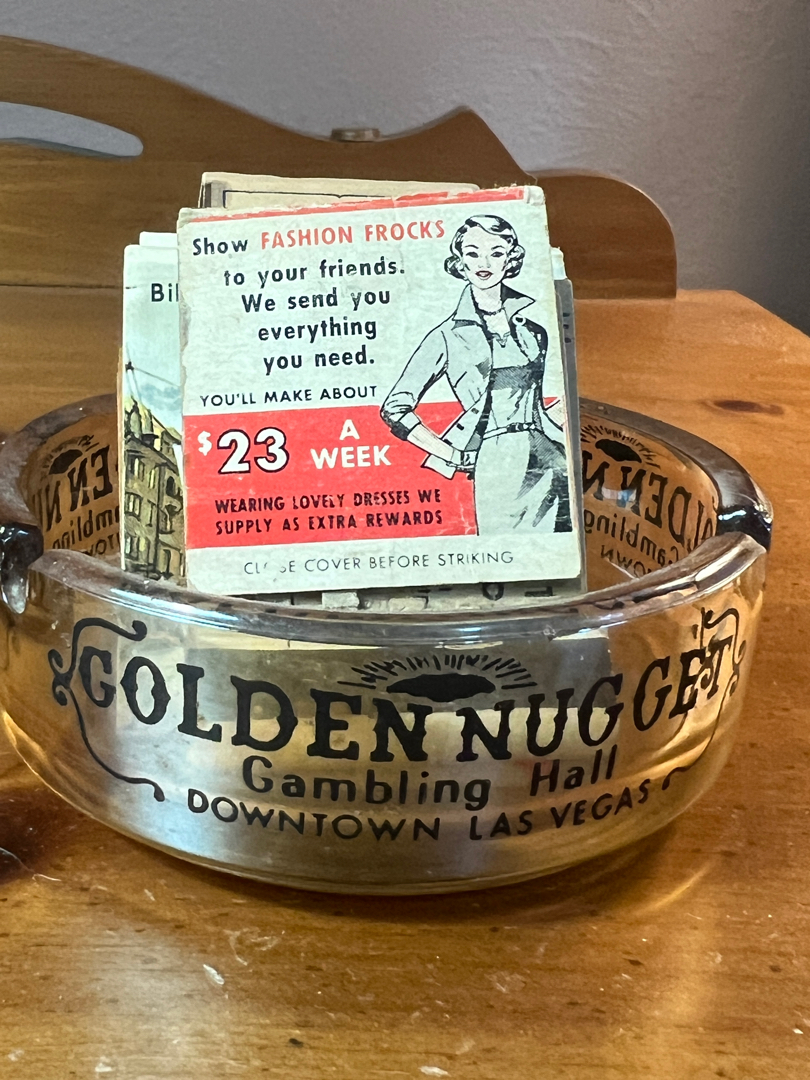 Show FASHION FROCKS
to your friends.
We send you
everything
you need.
YOU'LL MAKE ABOUT
$23 A WEEK
WEARING LOVELY DRESSES WE
SUPPLY AS EXTRA REWARDS
CLOSE COVER BEFORE STRIKING
GOLDEN NUGGET
Gambling Hall
DOWNTOWN LAS VEGAS